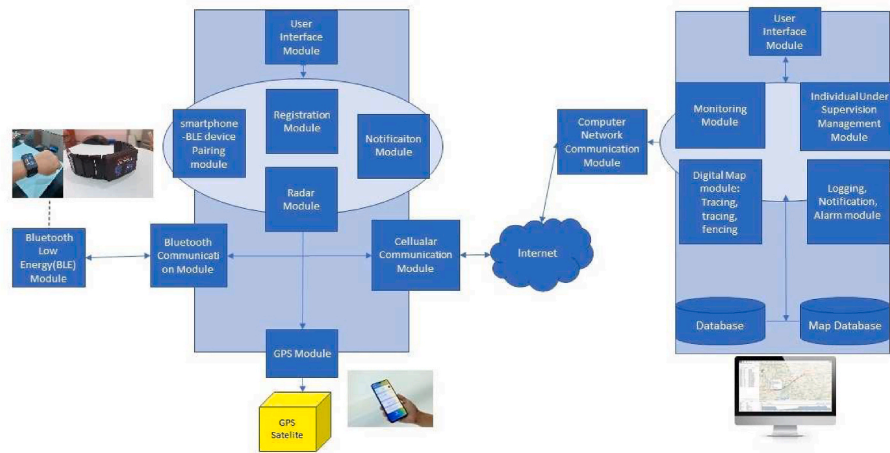 User
Interface
Module
smartphone
-BLE device
Pairing
module
Registration
Module
Notificaiton
Module
Radar
Module
Bluetooth
Low
Energy(BLE)
Module
Bluetooth
Communicati
on Module
Cellualar
Communication
Module
GPS Module
GPS
Satelite
Internet
Computer
Network
Communication
Module
User
Interface
Module
Monitoring
Module
Individual Under
Supervision
Management
Module
Digital Map
module:
Tracing,
tracing,
fencing
Logging,
Notification,
Alarm module
Database
Map Database